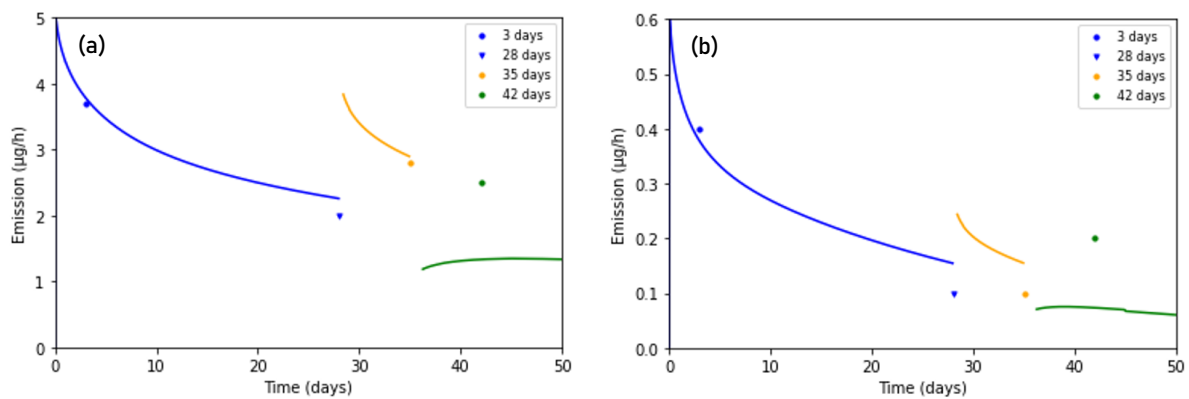 (a)
5
4
3
2
1
0
Emission (µg/h)
0 10 20 30 40 50
Time (days)
3 days
28 days
35 days
42 days
(b)
0.6
0.5
0.4
0.3
0.2
0.1
0.0
Emission (µg/h)
0 10 20 30 40 50
Time (days)
3 days
28 days
35 days
42 days